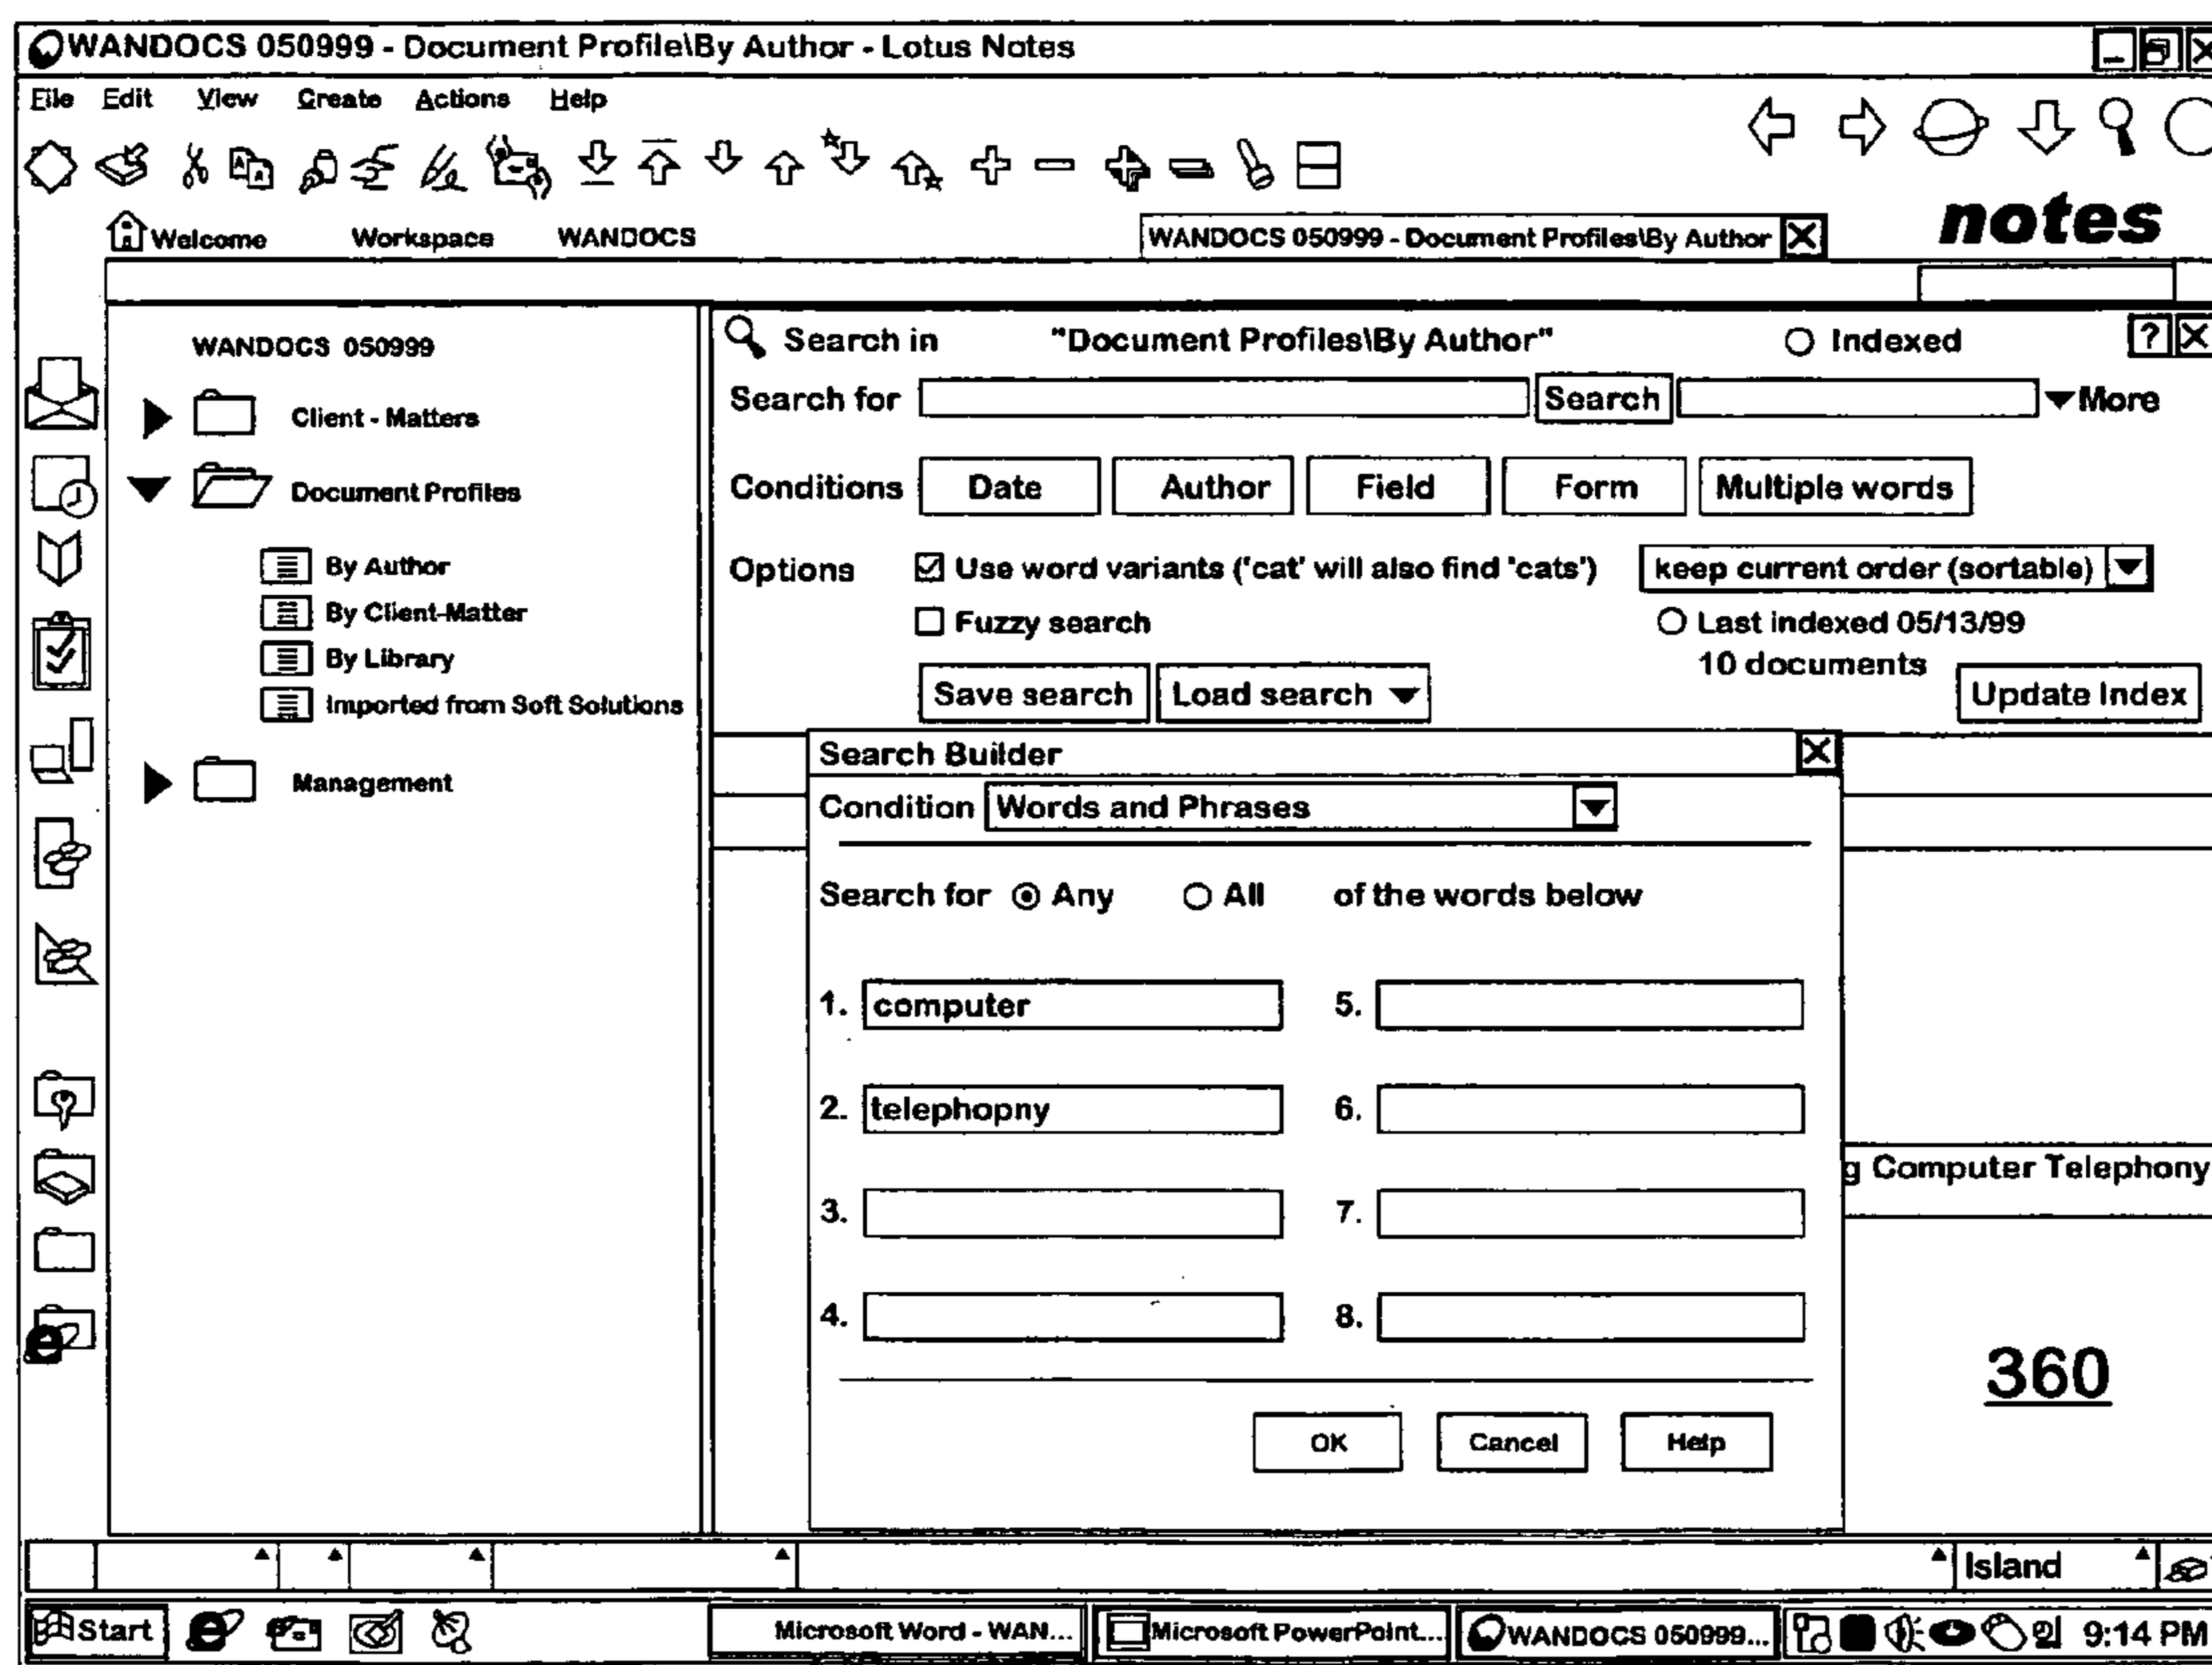 WANDOCS 050999 - Document Profile\By Author - Lotus Notes
File Edit View Create Actions Help
notes
Welcome Workspace WANDOCS WANDOCS 050999 - Document Profiles\By Author
WANDOCS 050999
Client - Matters
Document Profiles
By Author
By Client-Matter
By Library
Imported from Soft Solutions
Management
Search in "Document Profiles\By Author" Indexed ?
Search for Search More
Conditions Date Author Field Form Multiple words
Options Use word variants ('cat' will also find 'cats') keep current order (sortable)
Fuzzy search Last indexed 05/13/99
10 documents
Save search Load search Update Index
Search Builder
Condition Words and Phrases
Search for Any All of the words below
1. computer 5.
2. telephopny 6.
g Computer Telephony
3. 7.
4. 8.
360
OK Cancel Help
Island
Start Microsoft Word - WAN... Microsoft PowerPoint... WANDOCS 050999... 9:14 PM